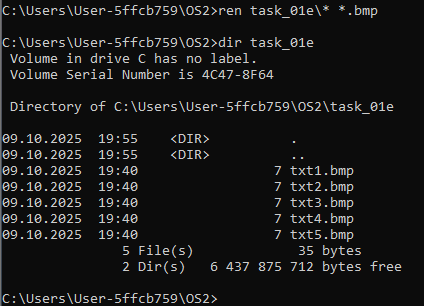 C:\Users\User-5ffcb759\OS2>ren task_01e\* *.bmp
C:\Users\User-5ffcb759\OS2>dir task_01e
 Volume in drive C has no label.
 Volume Serial Number is 4C47-8F64
 Directory of C:\Users\User-5ffcb759\OS2\task_01e
09.10.2025  19:55    <DIR>          .
09.10.2025  19:55    <DIR>          ..
09.10.2025  19:40                 7 txt1.bmp
09.10.2025  19:40                 7 txt2.bmp
09.10.2025  19:40                 7 txt3.bmp
09.10.2025  19:40                 7 txt4.bmp
09.10.2025  19:40                 7 txt5.bmp
               5 File(s)             35 bytes
               2 Dir(s)   6 437 875 712 bytes free
C:\Users\User-5ffcb759\OS2>